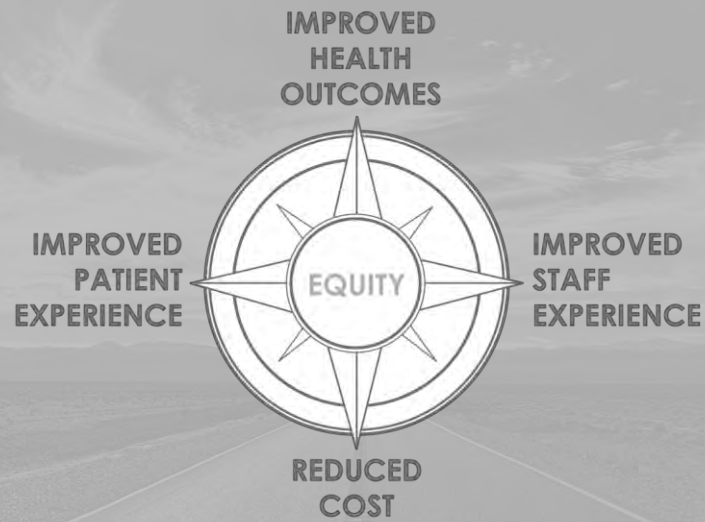 IMPROVED
HEALTH
OUTCOMES
IMPROVED
PATIENT
EXPERIENCE
EQUITY
IMPROVED
STAFF
EXPERIENCE
REDUCED
COST